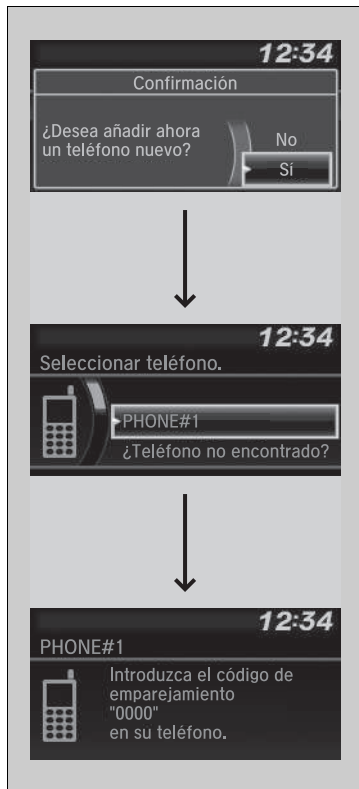 12:34
Confirmación
¿Desea añadir ahora
un teléfono nuevo?
No
Sí
12:34
Seleccionar teléfono.
PHONE#1
¿Teléfono no encontrado?
12:34
PHONE#1
Introduzca el código de
emparejamiento
"0000"
en su teléfono.